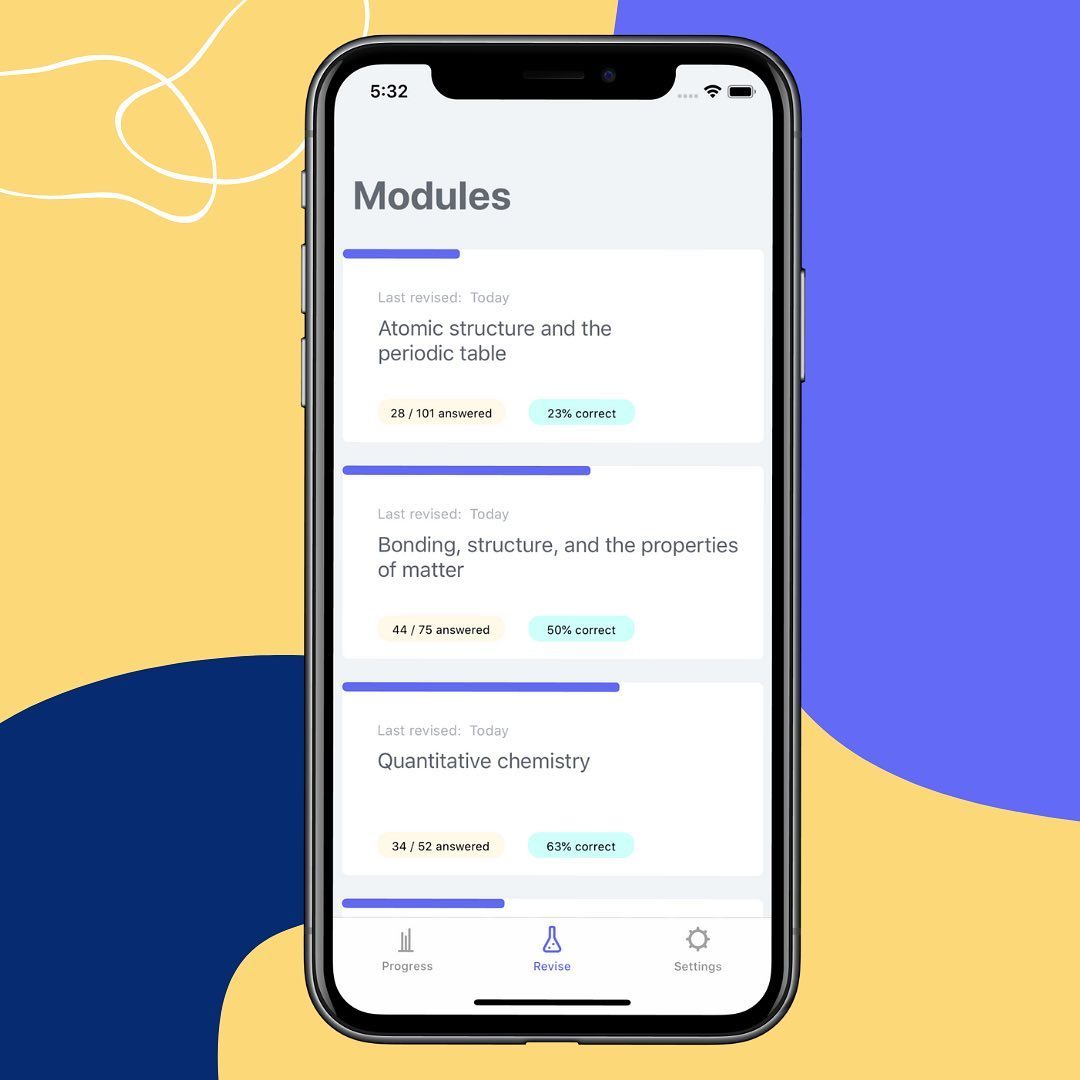 5:32
Modules
Last revised: Today
Atomic structure and the
periodic table
28 / 101 answered
23% correct
Last revised: Today
Bonding, structure, and the properties
of matter
44 / 75 answered
50% correct
Last revised: Today
Quantitative chemistry
34 / 52 answered
63% correct
Progress
Revise
Settings